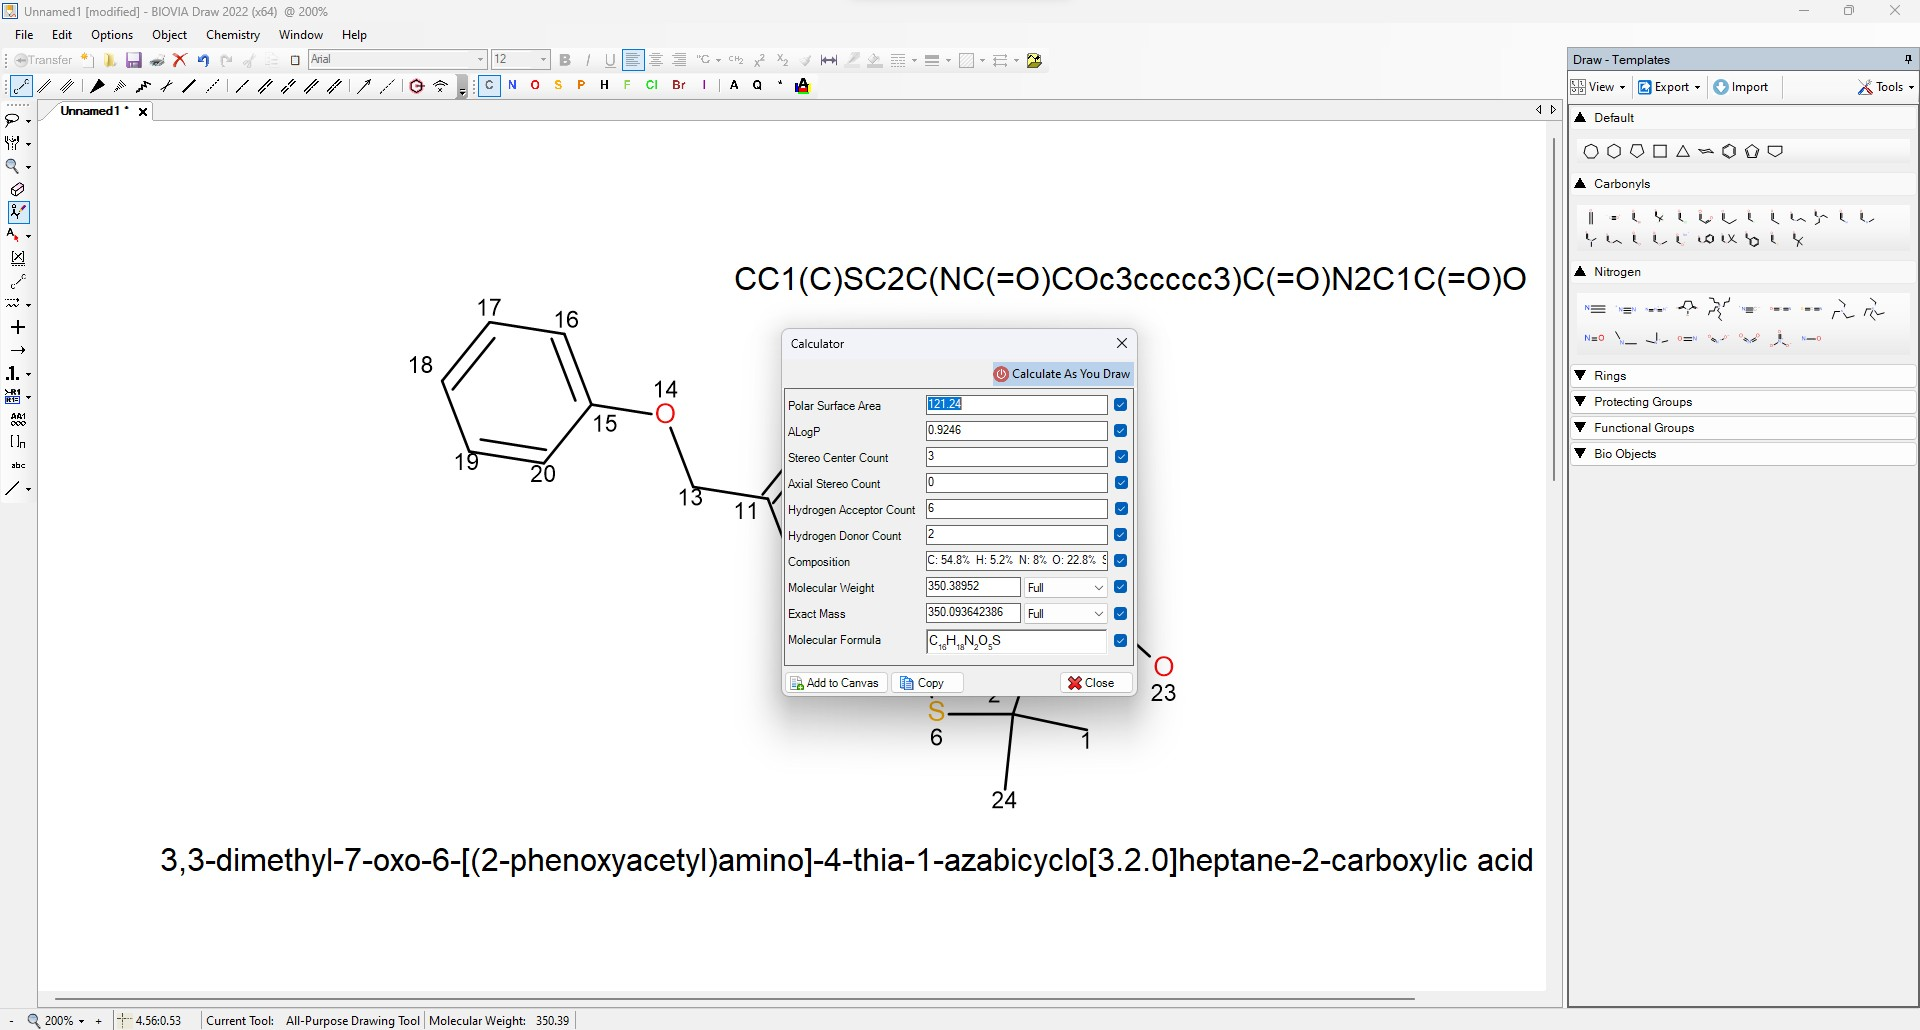 Unnamed1 [modified] - BIOVIA Draw 2022 (x64) @ 200%
File Edit Options Object Chemistry Window Help
Transfer Arial 12 B I U °C CH2 x² X₂
C N O S P H F Cl Br I A Q * A
Unnamed1 *
Draw - Templates
View Export Import Tools
Default
Carbonyls
Nitrogen
Rings
Protecting Groups
Functional Groups
Bio Objects
CC1(C)SC2C(NC(=O)COc3ccccc3)C(=O)N2C1C(=O)O
17
16
18
14
O
15
19
20
13
11
Calculator
Calculate As You Draw
Polar Surface Area 121.24
ALogP 0.9246
Stereo Center Count 3
Axial Stereo Count 0
Hydrogen Acceptor Count 6
Hydrogen Donor Count 2
Composition C: 54.8% H: 5.2% N: 8% O: 22.8% S
Molecular Weight 350.38952 Full
Exact Mass 350.093642386 Full
Molecular Formula C₁₆H₁₈N₂O₅S
Add to Canvas Copy Close
O
23
2
S
6
1
24
3,3-dimethyl-7-oxo-6-[(2-phenoxyacetyl)amino]-4-thia-1-azabicyclo[3.2.0]heptane-2-carboxylic acid
- 200% + 4.56:0.53 Current Tool: All-Purpose Drawing Tool Molecular Weight: 350.39